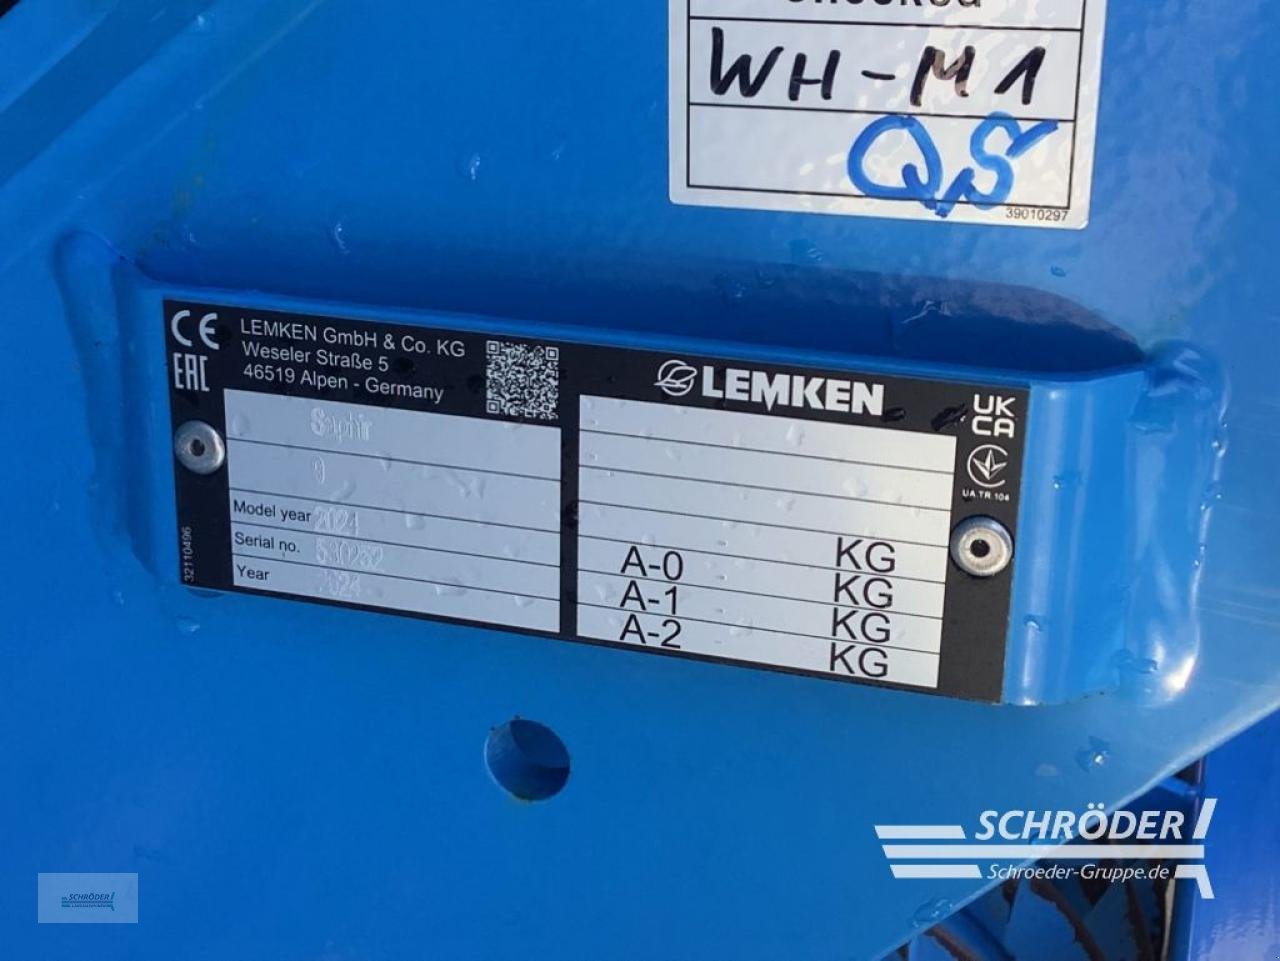 WH-M1
QS
39010297
CE
EAC
LEMKEN GmbH & Co. KG
Weseler Straße 5
46519 Alpen - Germany
LEMKEN
UK
CA
UA TR 104
Saphir
9
Model year 2024
Serial no. 530282
Year 2024
32110496
KG
A-0 KG
A-1 KG
A-2 KG
SCHRÖDER
Schroeder-Gruppe.de
SCHRÖDER